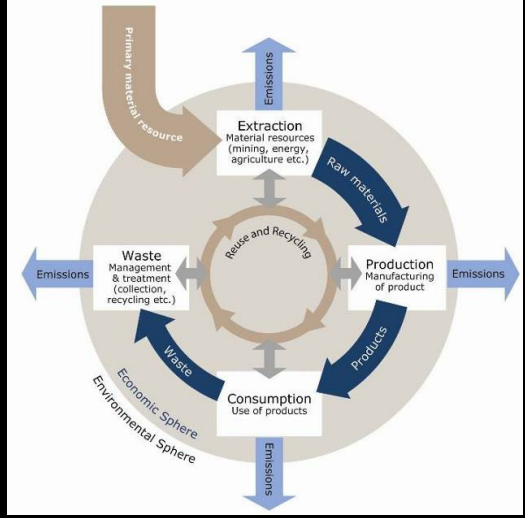 Primary material
resource
Emissions
Extraction
Material resources
(mining, energy,
agriculture etc.)
Raw materials
Reuse and Recycling
Waste
Management
& treatment
(collection,
recycling etc.)
Emissions
Production
Manufacturing
of product
Emissions
Products
Waste
Consumption
Use of products
Economic Sphere
Environmental Sphere
Emissions